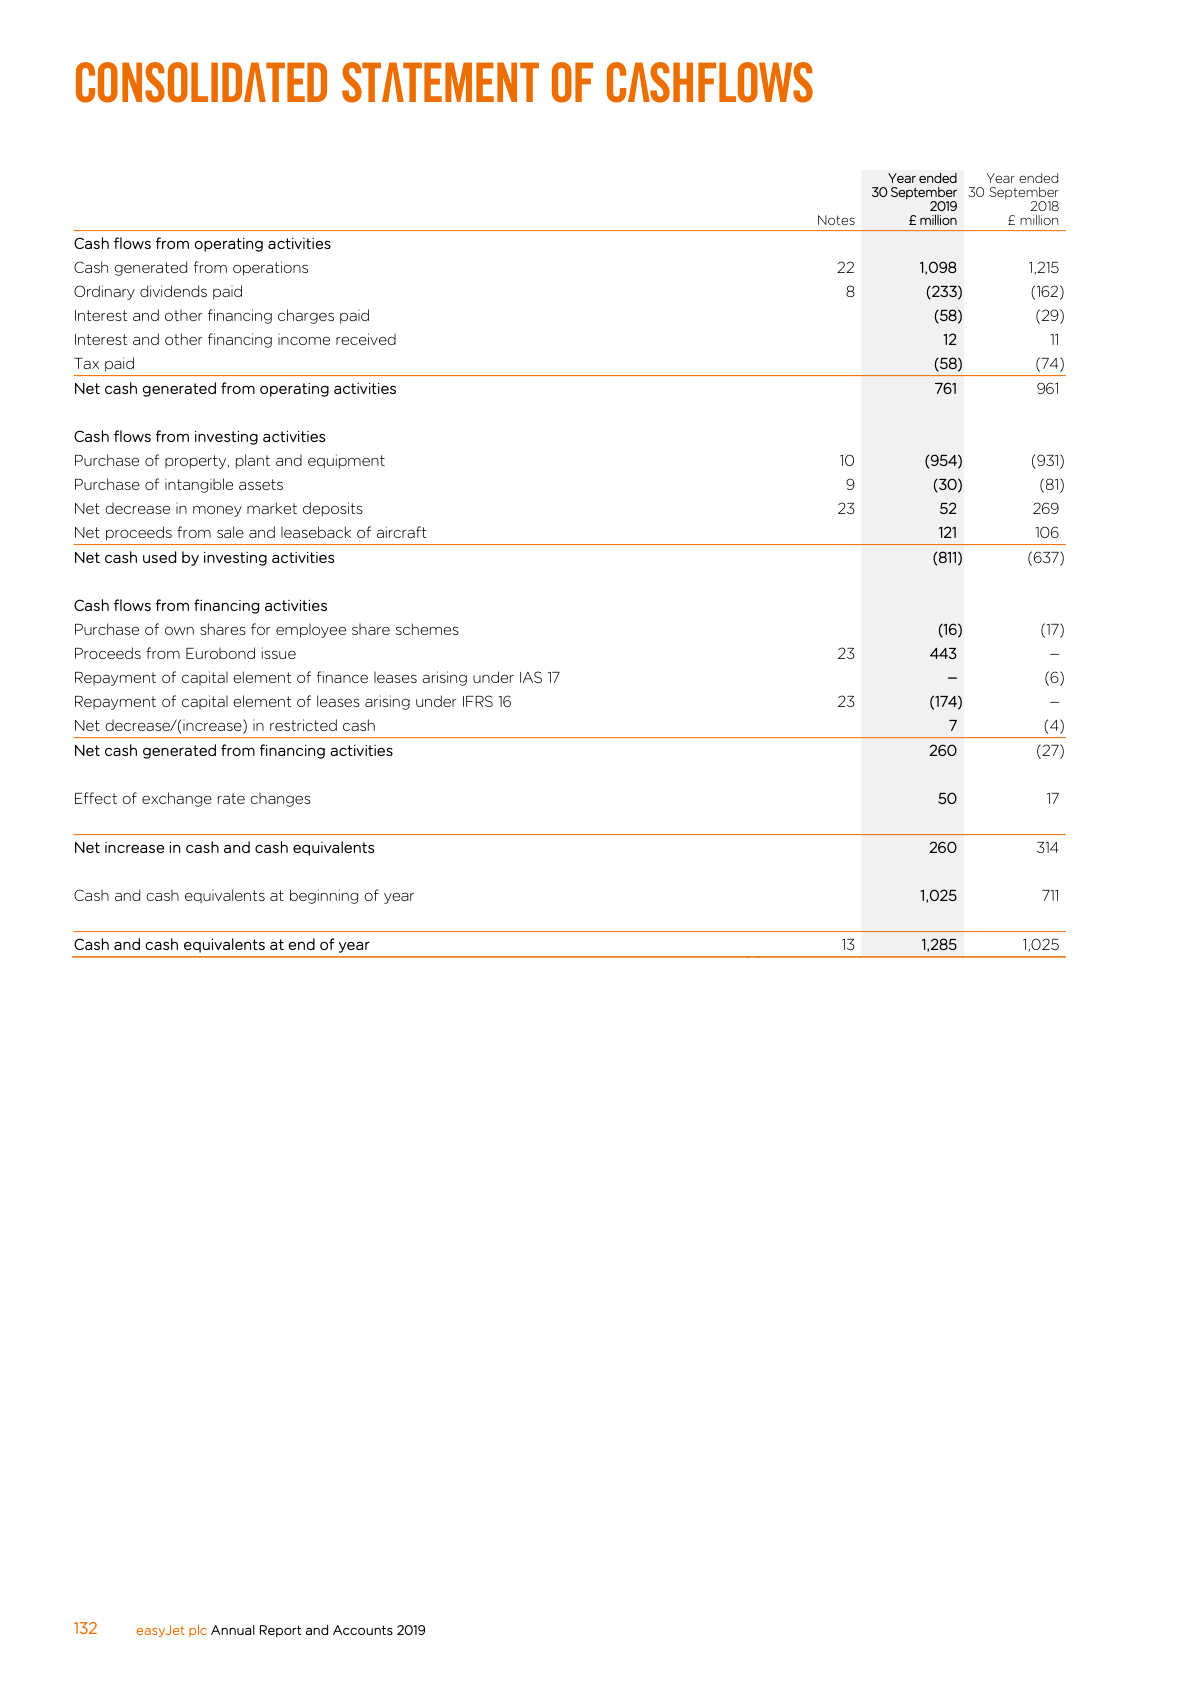 CONSOLIDATED STATEMENT OF CASHFLOWS
Year ended Year ended
30 September 30 September
2019 2018
Notes £ million £ million
Cash flows from operating activities
Cash generated from operations 22 1,098 1,215
Ordinary dividends paid 8 (233) (162)
Interest and other financing charges paid (58) (29)
Interest and other financing income received 12 11
Tax paid (58) (74)
Net cash generated from operating activities 761 961
Cash flows from investing activities
Purchase of property, plant and equipment 10 (954) (931)
Purchase of intangible assets 9 (30) (81)
Net decrease in money market deposits 23 52 269
Net proceeds from sale and leaseback of aircraft 121 106
Net cash used by investing activities (811) (637)
Cash flows from financing activities
Purchase of own shares for employee share schemes (16) (17)
Proceeds from Eurobond issue 23 443 –
Repayment of capital element of finance leases arising under IAS 17 – (6)
Repayment of capital element of leases arising under IFRS 16 23 (174) –
Net decrease/(increase) in restricted cash 7 (4)
Net cash generated from financing activities 260 (27)
Effect of exchange rate changes 50 17
Net increase in cash and cash equivalents 260 314
Cash and cash equivalents at beginning of year 1,025 711
Cash and cash equivalents at end of year 13 1,285 1,025
132 easyJet plc Annual Report and Accounts 2019